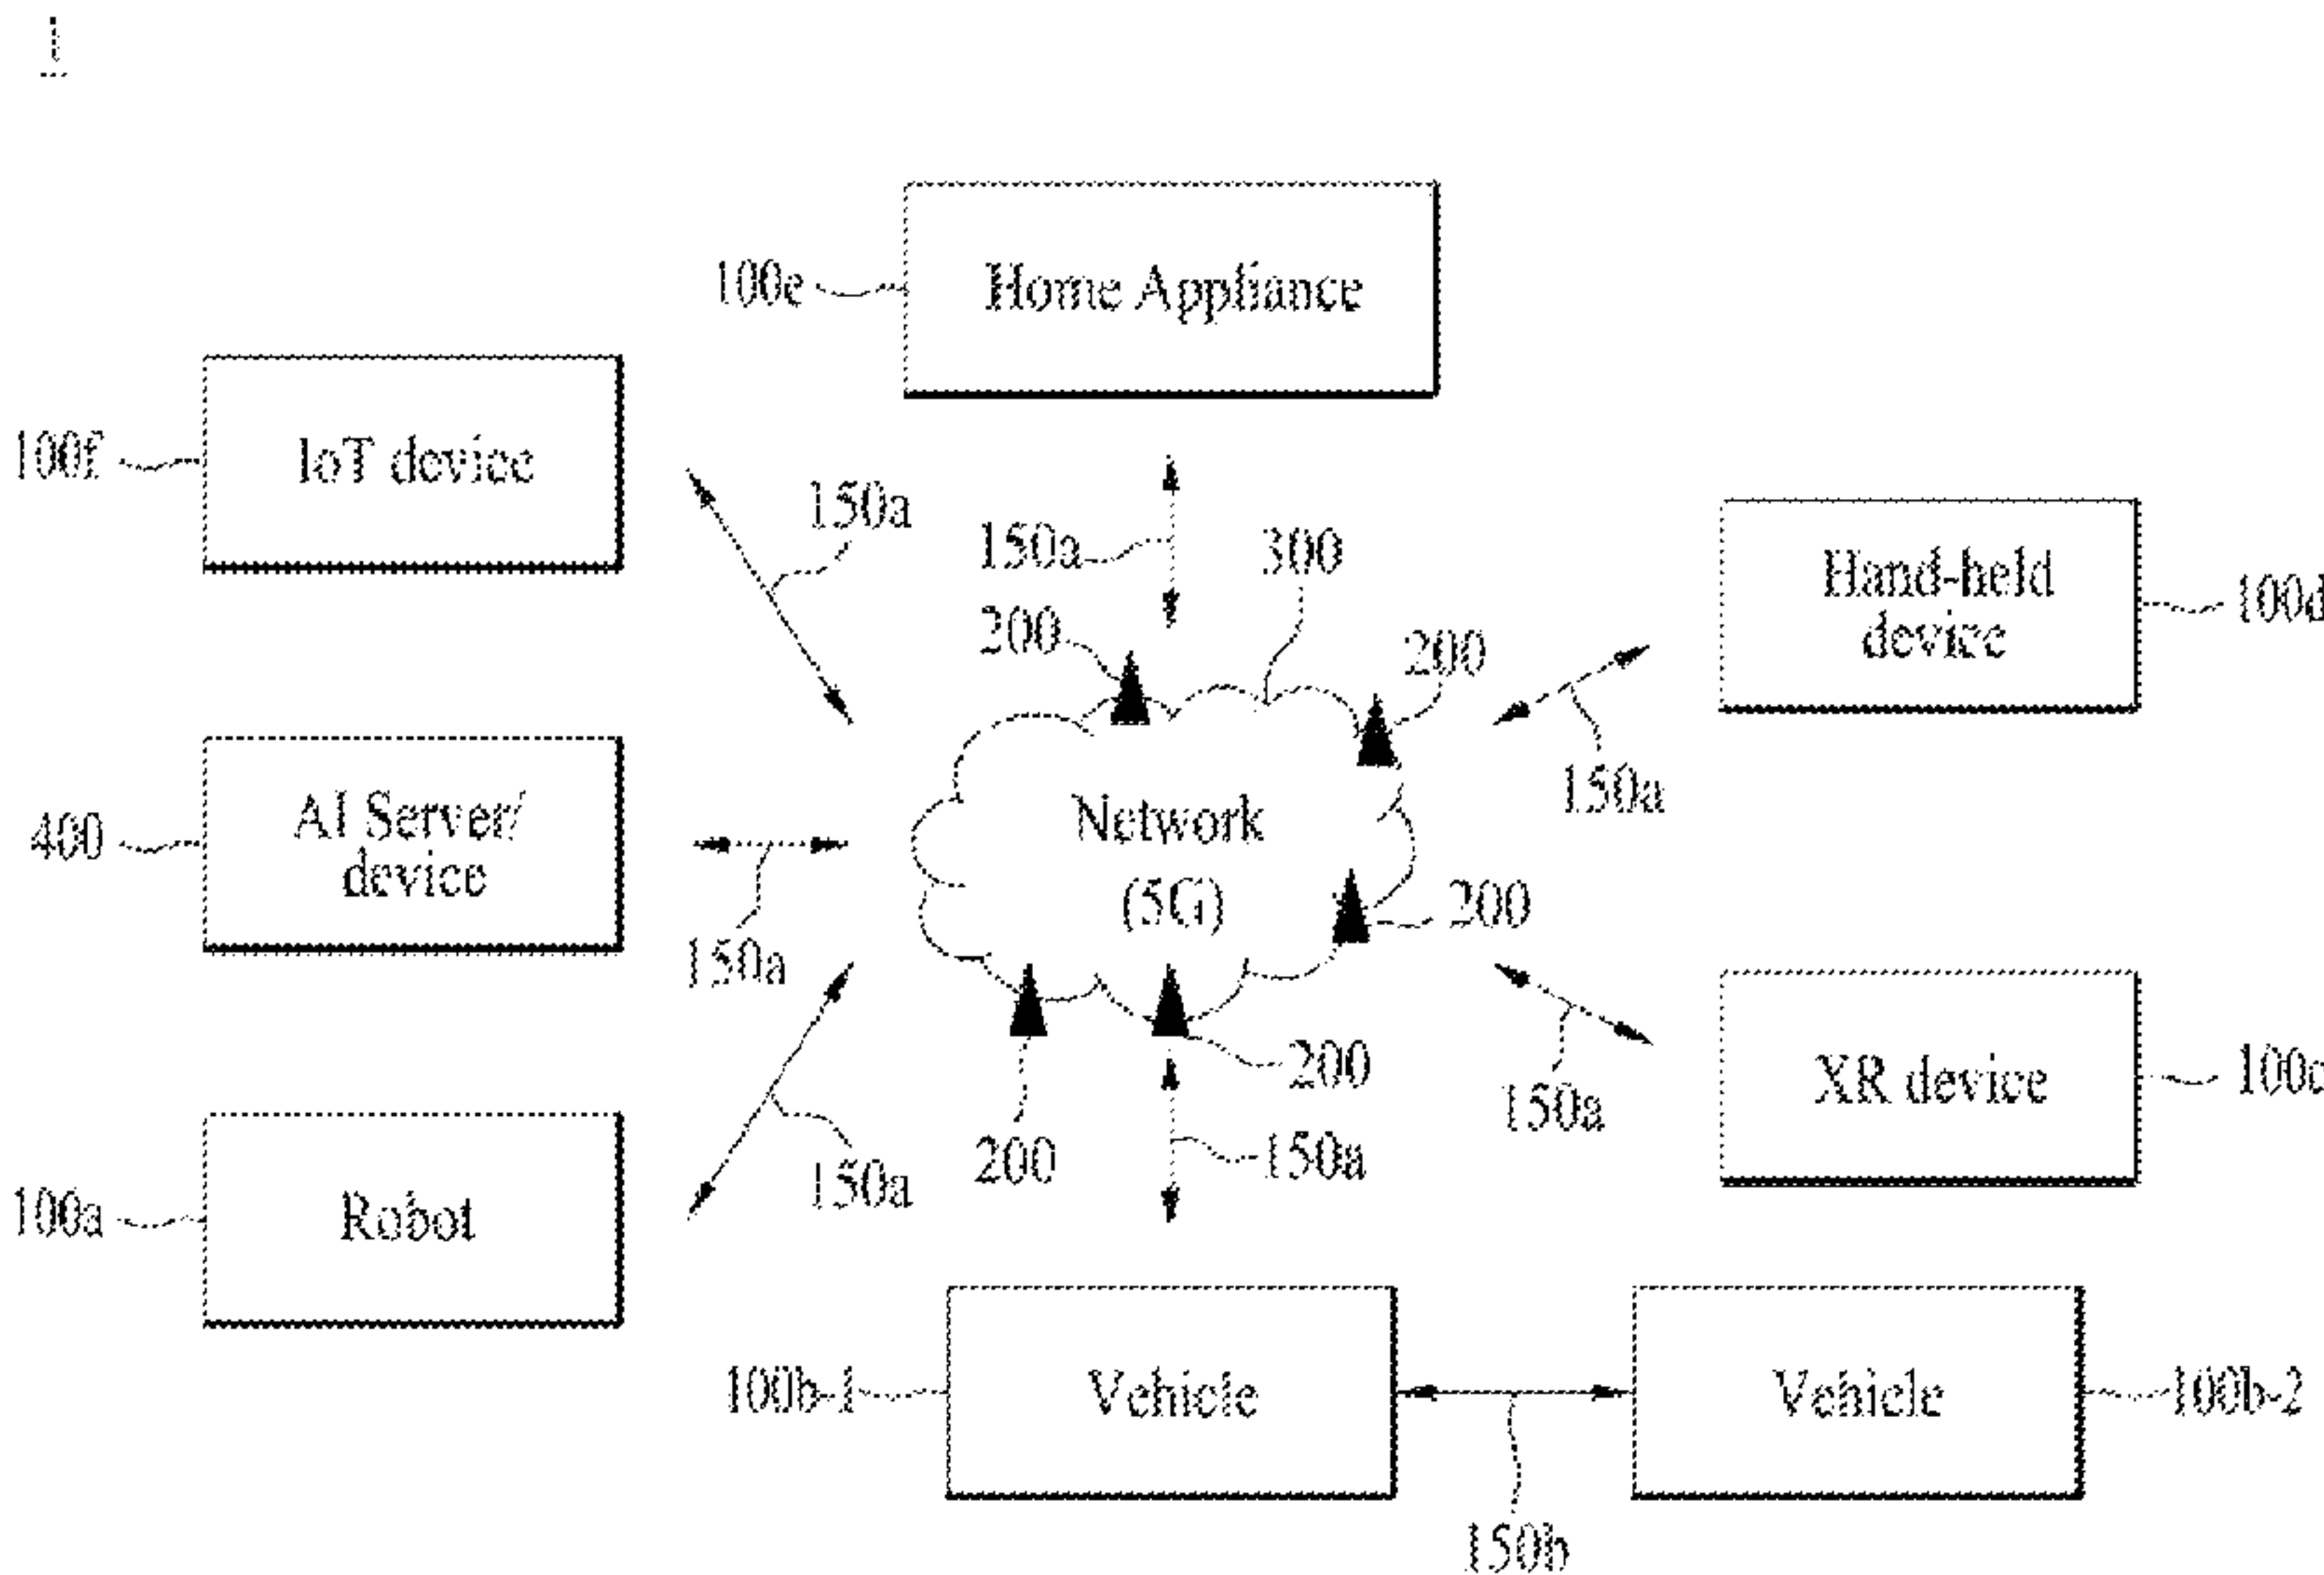 1
100e
Home Appliance
100f
IoT device
150a
150a
300
Hand-held
device
100d
200
200
150a
400
AI Server/
device
Network
(5G)
200
150a
150a
XR device
100c
200
200
150a
150a
100a
Robot
100b-1
Vehicle
Vehicle
100b-2
150b